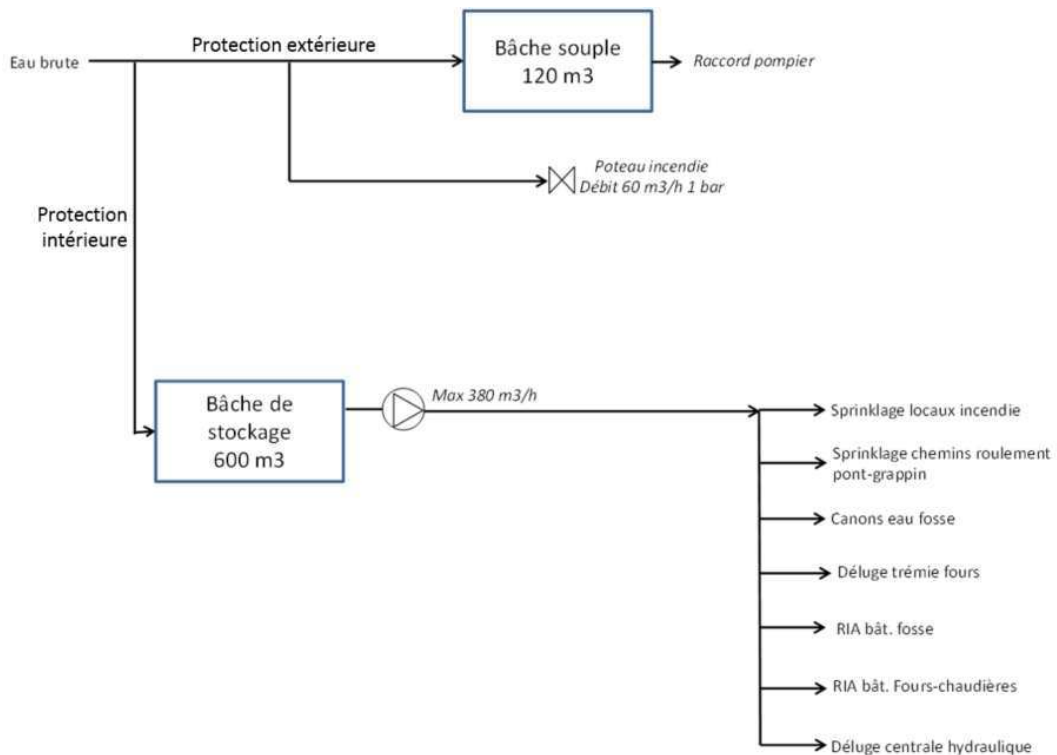 Protection extérieure
Eau brute
Bâche souple
120 m3
Raccord pompier
Poteau incendie
Débit 60 m3/h 1 bar
Protection
intérieure
Bâche de
stockage
600 m3
Max 380 m3/h
Sprinklage locaux incendie
Sprinklage chemins roulement
pont-grappin
Canons eau fosse
Déluge trémie fours
RIA bât. fosse
RIA bât. Fours-chaudières
Déluge centrale hydraulique